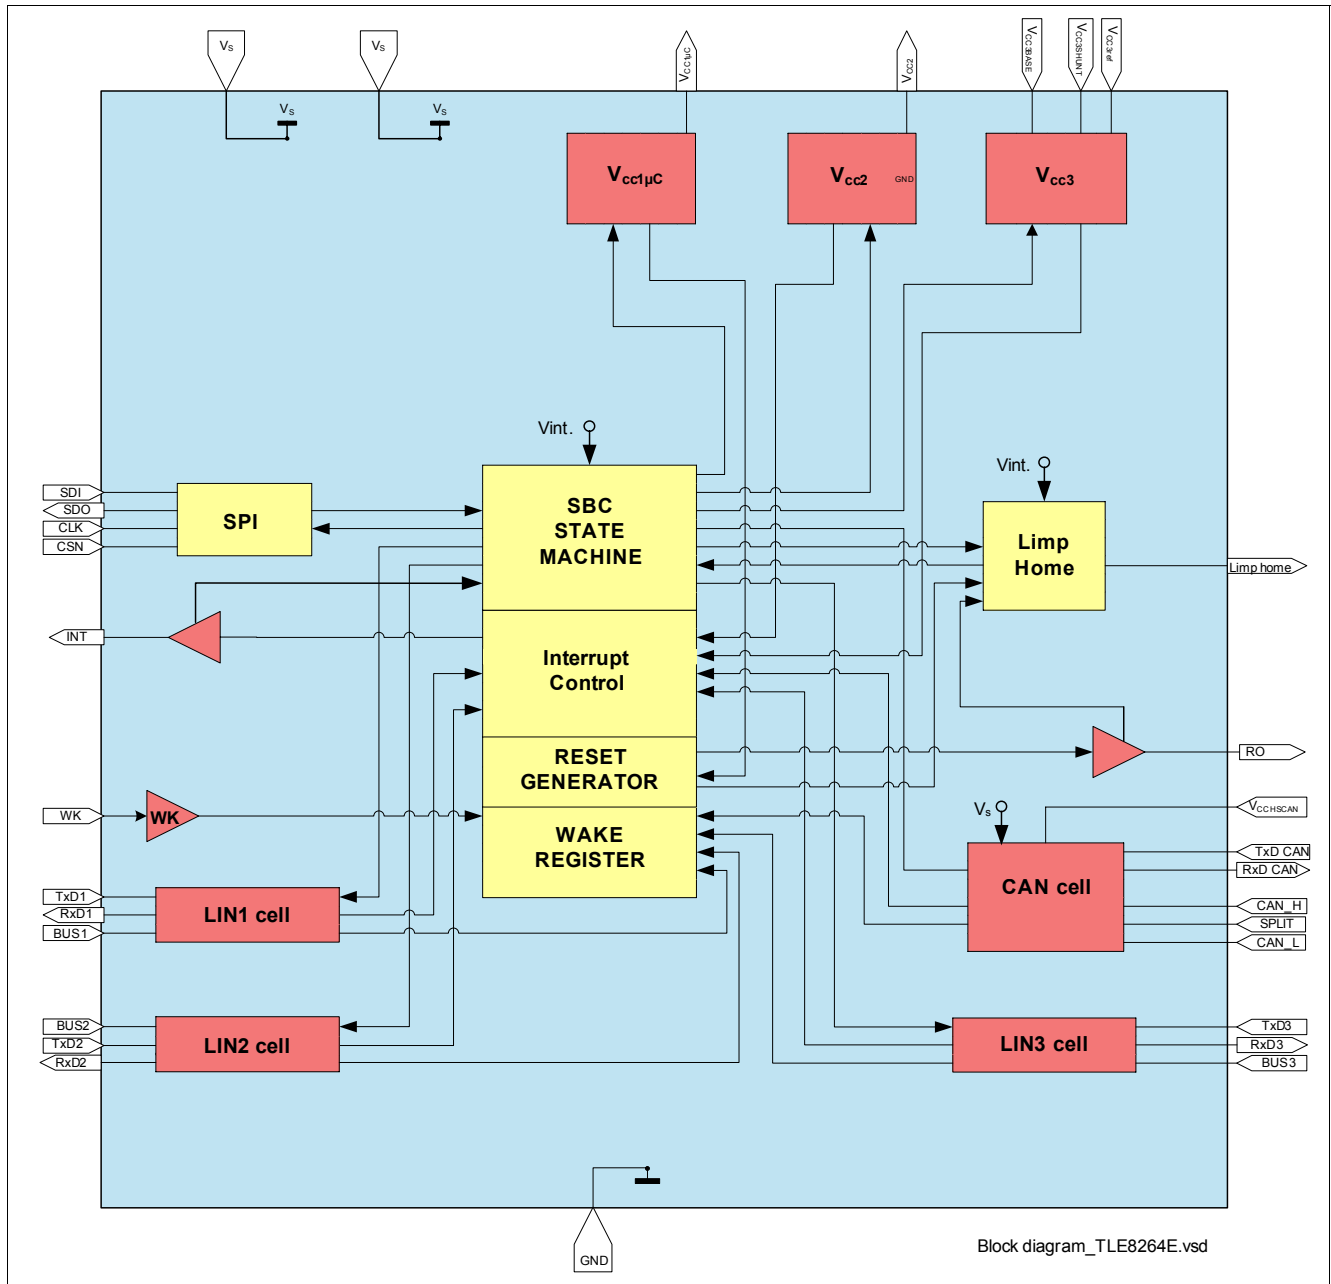 Vs
Vs
VCC1µC
VCC2
VCC3BASE
VCC3SHUNT
VCC3ref
Vs
Vs
Vcc1µC
Vcc2
GND
Vcc3
Vint.
Vint.
SDI
SDO
CLK
CSN
SPI
SBC
STATE
MACHINE
Limp
Home
Limp home
INT
Interrupt
Control
RESET
GENERATOR
RO
WK
WK
WAKE
REGISTER
Vs
VCCHSCAN
CAN cell
TxD CAN
RxD CAN
CAN_H
SPLIT
CAN_L
TxD1
RxD1
BUS1
LIN1 cell
BUS2
TxD2
RxD2
LIN2 cell
LIN3 cell
TxD3
RxD3
BUS3
GND
Block diagram_TLE8264E.vsd